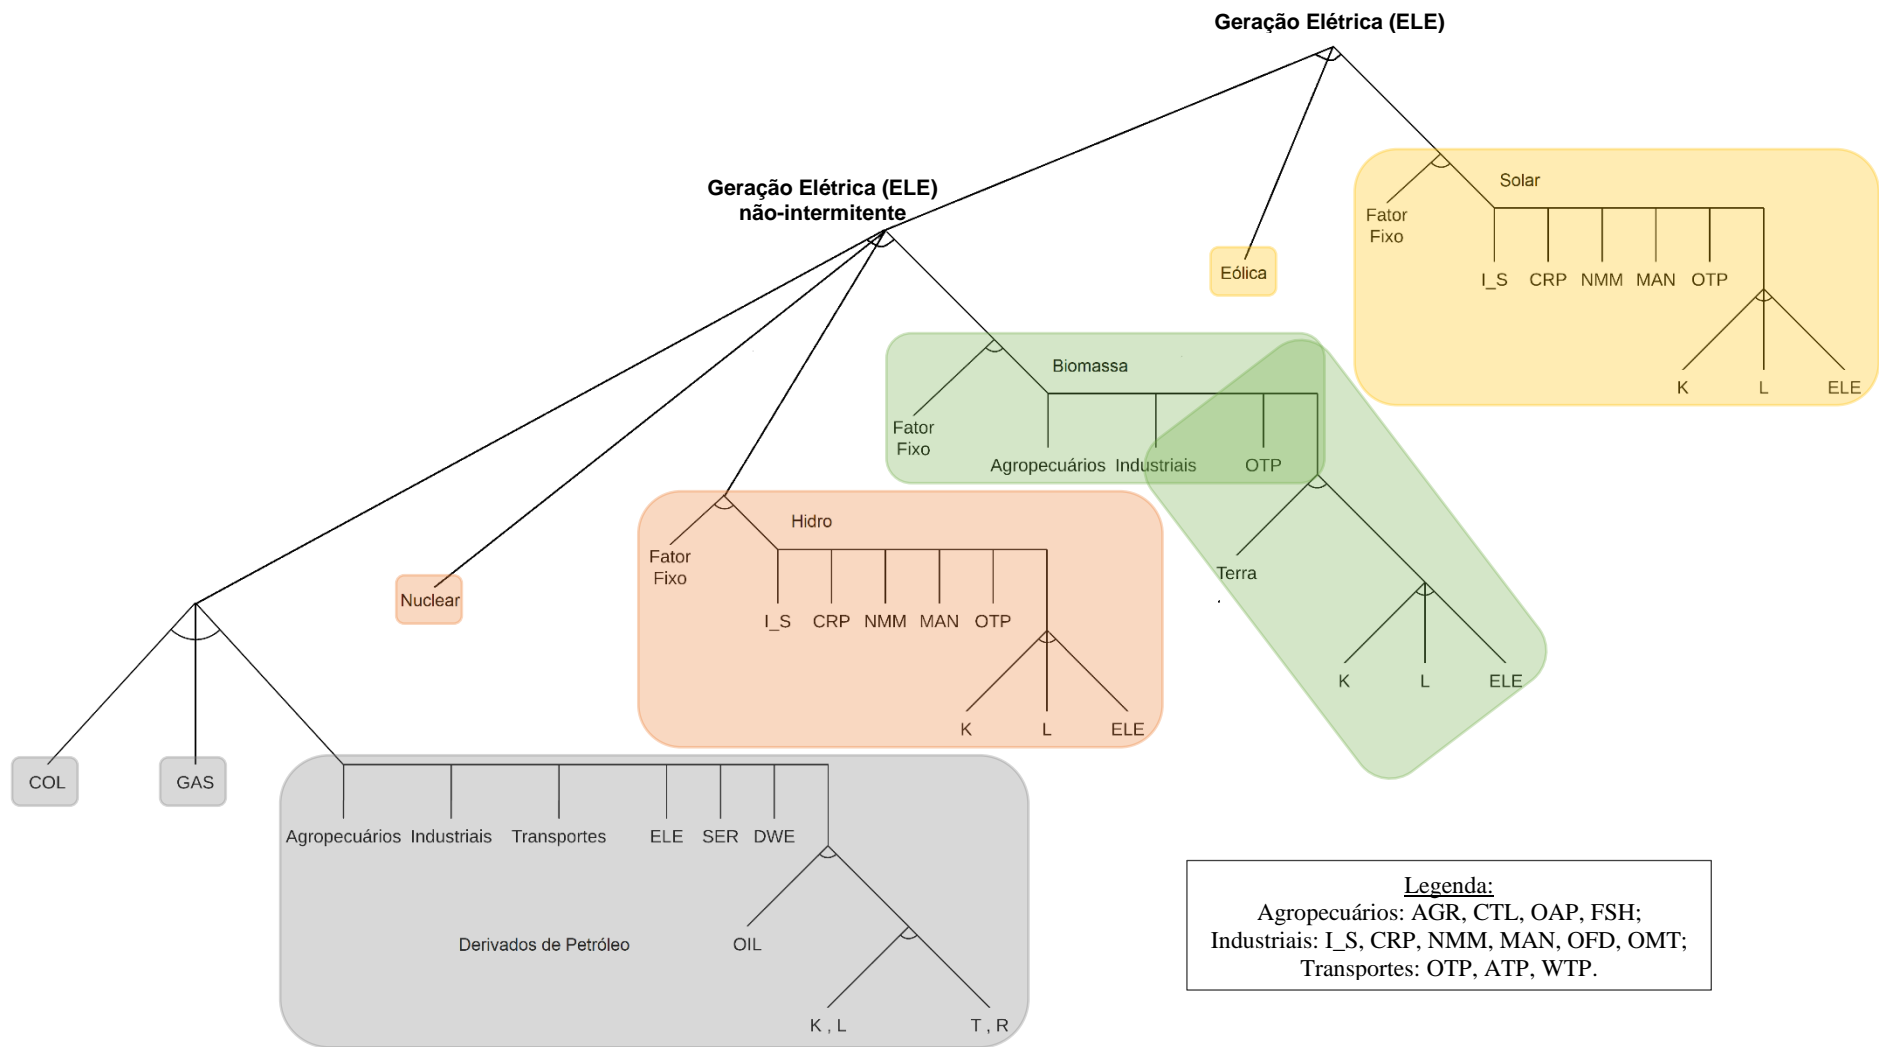 Geração Elétrica (ELE)
Geração Elétrica (ELE)
não-intermitente
Solar
Fator
Fixo
I_S CRP NMM MAN OTP
K L ELE
Eólica
Biomassa
Fator
Fixo
Agropecuários Industriais OTP
Terra
K L ELE
Hidro
Fator
Fixo
I_S CRP NMM MAN OTP
K L ELE
Nuclear
COL
GAS
Agropecuários Industriais Transportes ELE SER DWE
Derivados de Petróleo
OIL
K , L
T , R
Legenda:
Agropecuários: AGR, CTL, OAP, FSH;
Industriais: I_S, CRP, NMM, MAN, OFD, OMT;
Transportes: OTP, ATP, WTP.